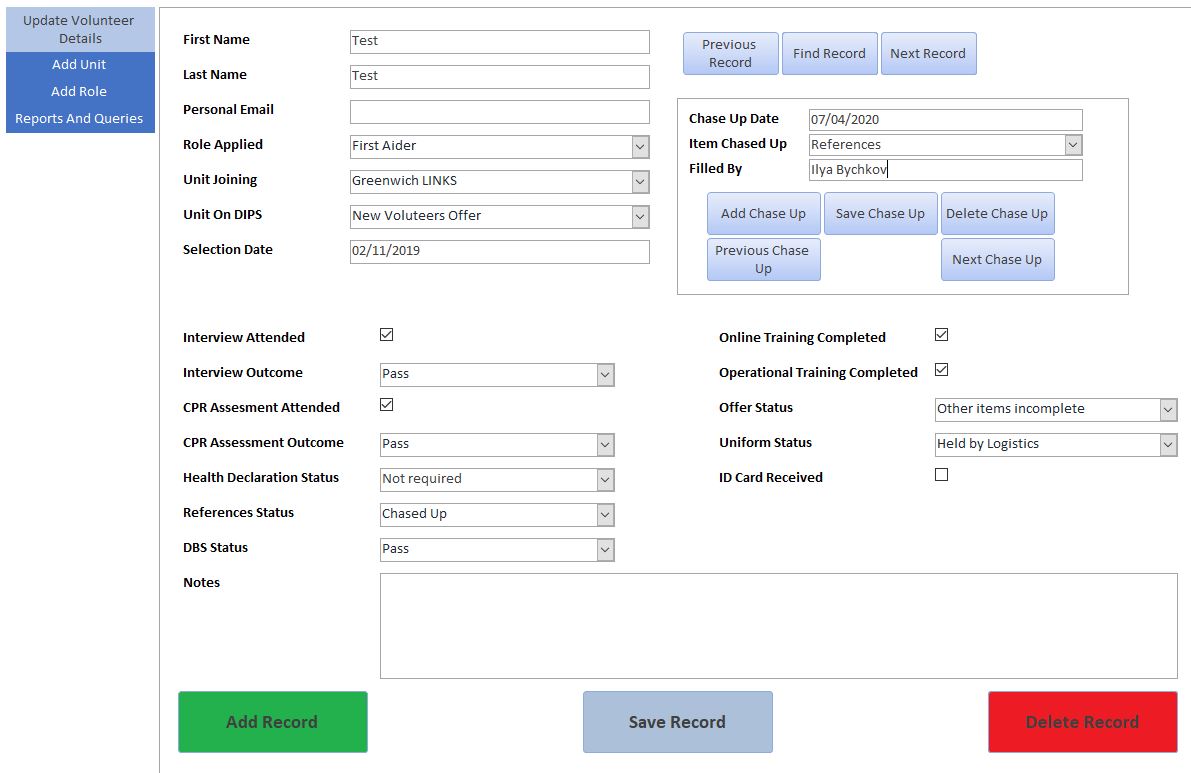 Update Volunteer
Details
Add Unit
Add Role
Reports And Queries
First Name
Test
Last Name
Test
Personal Email
Role Applied
First Aider
Unit Joining
Greenwich LINKS
Unit On DIPS
New Voluteers Offer
Selection Date
02/11/2019
Previous
Record
Find Record
Next Record
Chase Up Date
07/04/2020
Item Chased Up
References
Filled By
Ilya Bychkov
Add Chase Up
Save Chase Up
Delete Chase Up
Previous Chase
Up
Next Chase Up
Interview Attended
Interview Outcome
Pass
CPR Assesment Attended
CPR Assessment Outcome
Pass
Health Declaration Status
Not required
References Status
Chased Up
DBS Status
Pass
Online Training Completed
Operational Training Completed
Offer Status
Other items incomplete
Uniform Status
Held by Logistics
ID Card Received
Notes
Add Record
Save Record
Delete Record